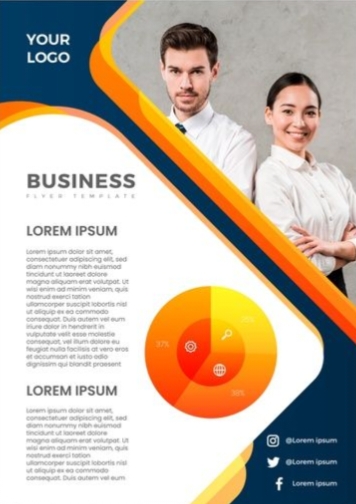 YOUR
LOGO
BUSINESS
FLYER TEMPLATE
LOREM IPSUM
Lorem ipsum dolor sit amet,
consectetuer adipiscing elit,
sed diam nonummy nibh euismod
tincidunt ut laoreet dolore
magna aliquam erat volutpat.
Ut wisi enim ad minim veniam, quis
nostrud exerci tation
ullamcorper suscipit lobortis
nisl ut aliquip ex ea commodo
consequat. Duis autem vel eum
iriure dolor in hendrerit in
vulputate velit esse molestie
consequat, vel illum dolore eu
feugiat nulla facilisis at vero eros
et accumsan et iusto odio
dignissim qui blandit praesent
37%
38%
LOREM IPSUM
Lorem ipsum dolor sit amet,
consectetuer adipiscing elit,
sed diam nonummy nibh euismod
tincidunt ut laoreet dolore
magna aliquam erat volutpat.
Ut wisi enim ad minim veniam, quis
nostrud exerci tation
ullamcorper suscipit lobortis
nisl ut aliquip ex ea commodo
consequat. Duis autem vel eum
@Lorem ipsum
@Lorem ipsum
Lorem ipsum